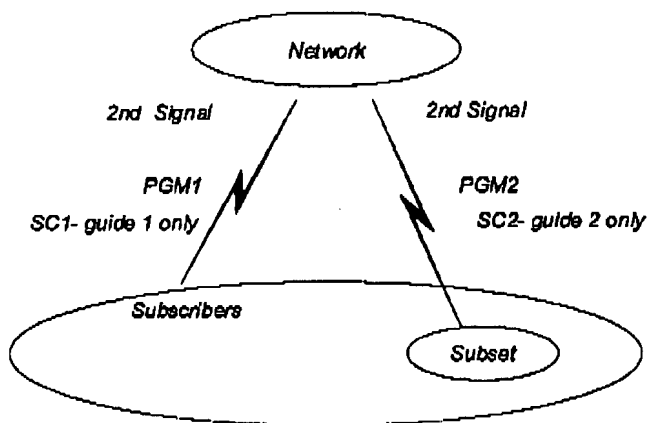 Network
2nd Signal
2nd Signal
PGM1
PGM2
SC1- guide 1 only
SC2- guide 2 only
Subscribers
Subset